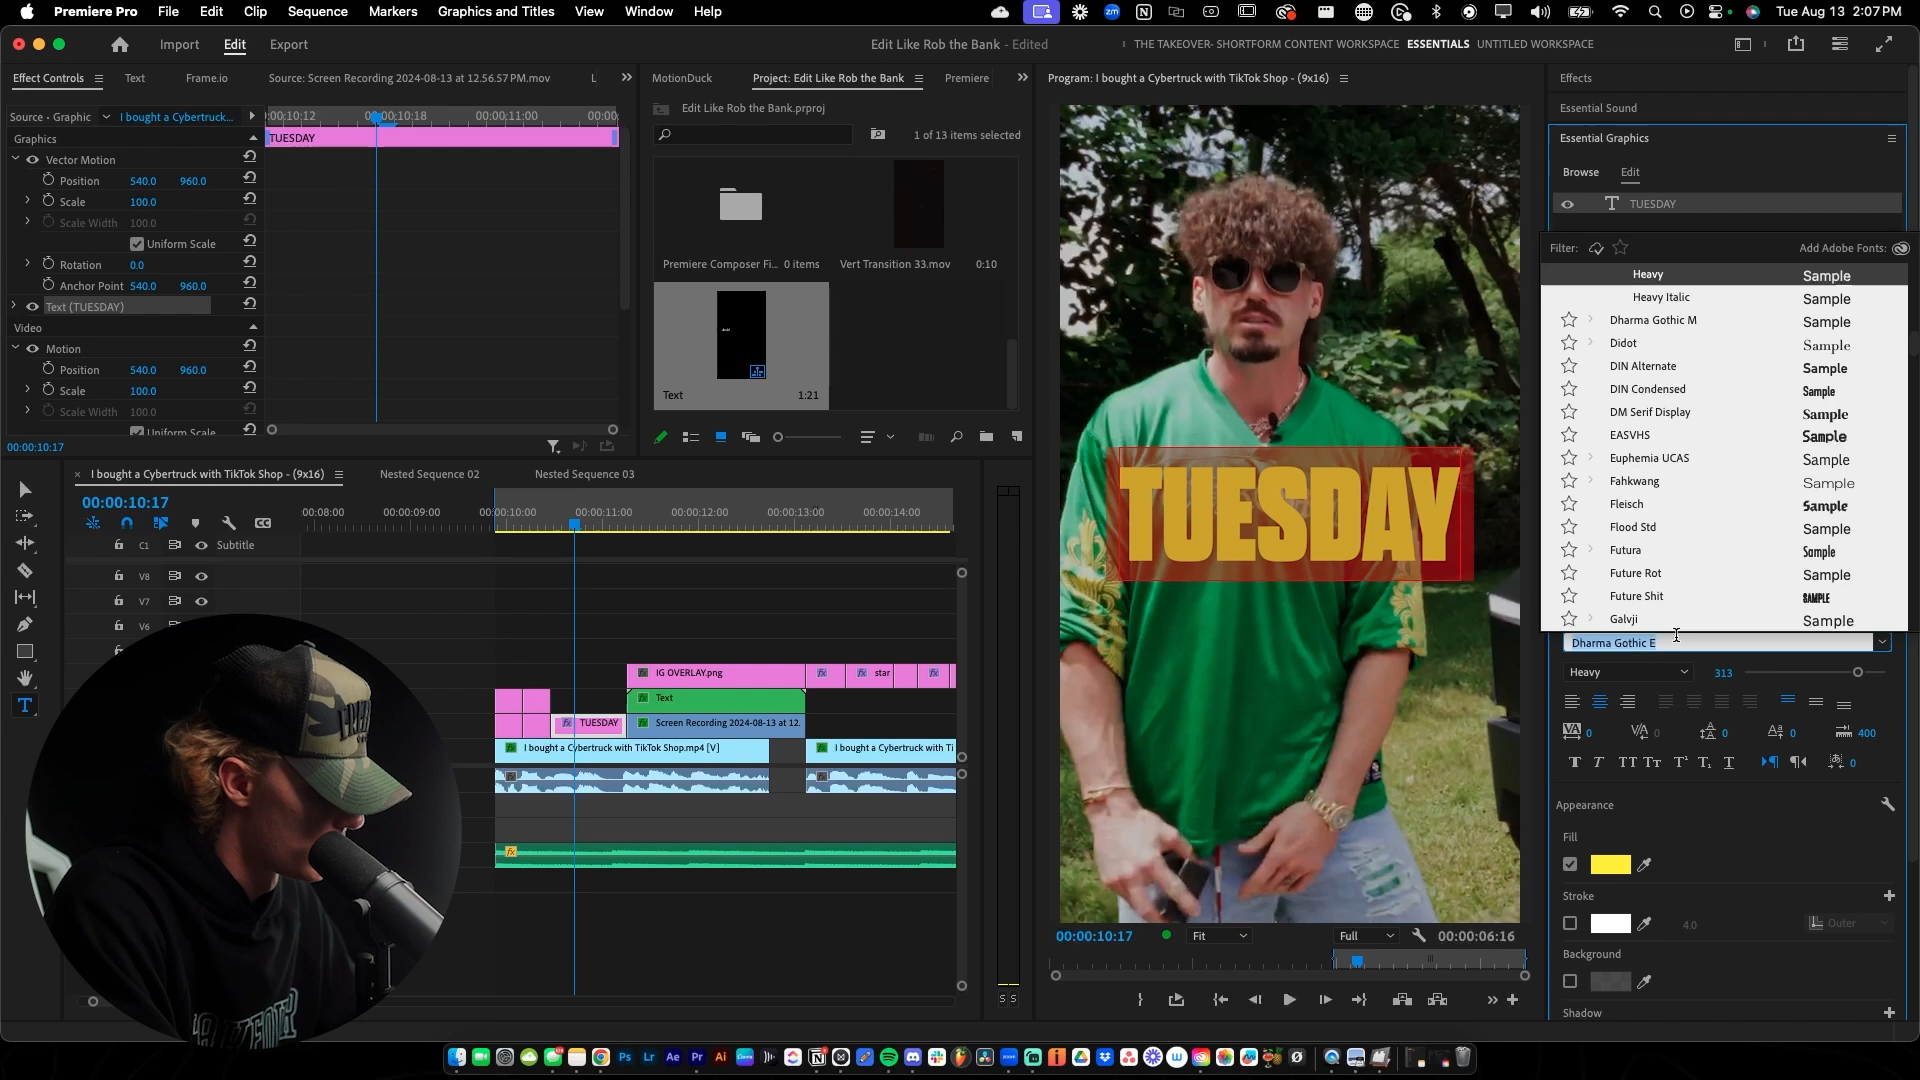 Premiere Pro File Edit Clip Sequence Markers Graphics and Titles View Window Help
Tue Aug 13 2:07 PM
Import Edit Export
Edit Like Rob the Bank - Edited
THE TAKEOVER- SHORTFORM CONTENT WORKSPACE ESSENTIALS UNTITLED WORKSPACE
Effect Controls Text Frame.io Source: Screen Recording 2024-08-13 at 12.56.57 PM.mov L
Source • Graphic I bought a Cybertruck...
:00:10:12 00:00:10:18 00:00:11:00 00:00
TUESDAY
Graphics
Vector Motion
Position 540.0 960.0
Scale 100.0
Scale Width 100.0
Uniform Scale
Rotation 0.0
Anchor Point 540.0 960.0
Text (TUESDAY)
Video
Motion
Position 540.0 960.0
Scale 100.0
Scale Width 100.0
Uniform Scale
00:00:10:17
MotionDuck Project: Edit Like Rob the Bank Premiere
Edit Like Rob the Bank.prproj
1 of 13 items selected
Premiere Composer Fi... 0 items
Vert Transition 33.mov 0:10
Text 1:21
Program: I bought a Cybertruck with TikTok Shop - (9x16)
TUESDAY
00:00:10:17 Fit Full 00:00:06:16
I bought a Cybertruck with TikTok Shop - (9x16) Nested Sequence 02 Nested Sequence 03
00:00:10:17
:00:08:00 00:00:09:00 00:00:10:00 00:00:11:00 00:00:12:00 00:00:13:00 00:00:14:00
C1 Subtitle
V8
V7
V6
IG OVERLAY.png star
Text
TUESDAY Screen Recording 2024-08-13 at 12.
I bought a Cybertruck with TikTok Shop.mp4 [V] I bought a Cybertruck with Ti
S S
Effects
Essential Sound
Essential Graphics
Browse Edit
TUESDAY
Filter: Add Adobe Fonts:
Heavy Sample
Heavy Italic Sample
Dharma Gothic M Sample
Didot Sample
DIN Alternate Sample
DIN Condensed Sample
DM Serif Display Sample
EASVHS Sample
Euphemia UCAS Sample
Fahkwang Sample
Fleisch Sample
Flood Std Sample
Futura Sample
Future Rot Sample
Future Shit SAMPLE
Galvji Sample
Dharma Gothic E
Heavy 313
0 0 0 0 400
0
Appearance
Fill
Stroke
4.0 Outer
Background
Shadow
Ps Lr Ae Pr Ai